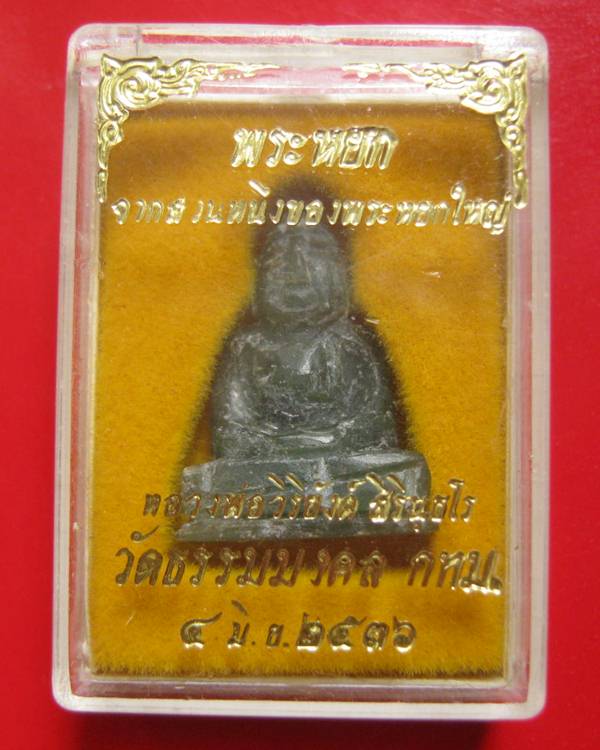 พระหยก
จากส่วนหนึ่งของพระหยกใหญ่
หลวงพ่อวิริยังค์ สิรินฺธโร
วัดธรรมมงคล กทม.
๔ มิ.ย.๒๕๓๖